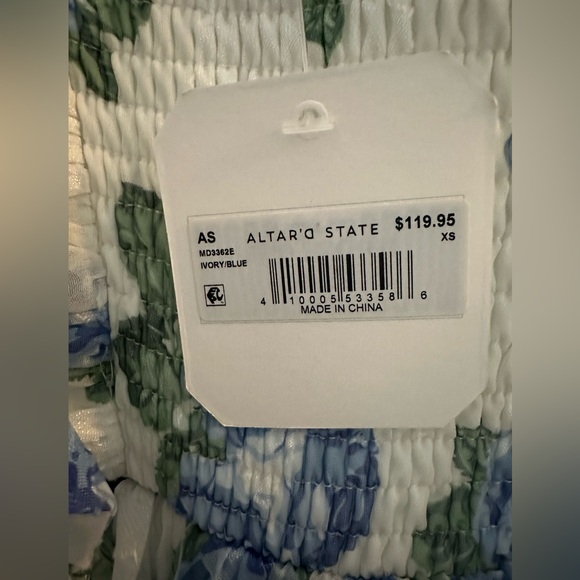 AS ALTAR'D STATE $119.95
MD3362E XS
IVORY/BLUE
4 10005 53358 6
MADE IN CHINA